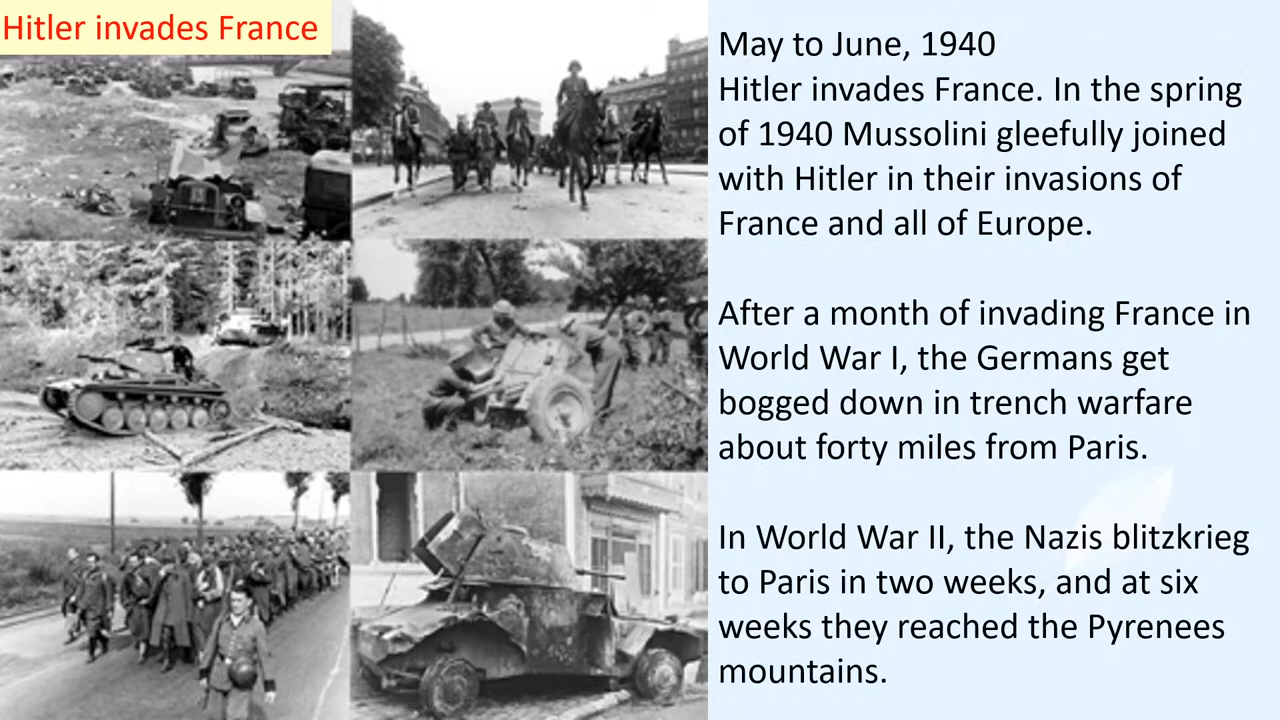 Hitler invades France
May to June, 1940
Hitler invades France. In the spring
of 1940 Mussolini gleefully joined
with Hitler in their invasions of
France and all of Europe.
After a month of invading France in
World War I, the Germans get
bogged down in trench warfare
about forty miles from Paris.
In World War II, the Nazis blitzkrieg
to Paris in two weeks, and at six
weeks they reached the Pyrenees
mountains.